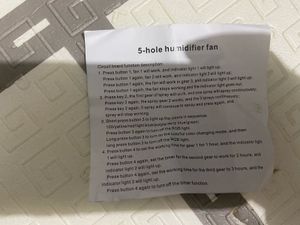 5-hole humidifier fan
Circuit board function description:
1. Press button 1, fan 1 will work, and indicator light 1 will light up.
Press button 1 again, fan 2 will work, and indicator light 2 will light up.
Press button 1 again, the fan will work in gear 3, and indicator light 3 will light up.
Press button 1 again, the fan stops working and the indicator light goes out.
2. Press key 2, the first gear of spray will work, and one spray will spray continuously;
Press key 2 again, the spray gear 2 works, and the 5 sprays
Press key 2 again, 5 spray will continuously spray and press again, and
spray will stop working
3. Short press button 3 to light up the lights in sequence
Press button 3 again to turn off the RGB light.
Long press button 3 to turn on the colorful color changing mode, and then
long press button 3 to turn off the RGB light.
4. Press button 4 to set the working time for gear 1 for 1 hour, and the indicator light
1 will light up.
Press button 4 again, set the timer for the second gear to work for 2 hours, and
indicator light 2 will light up.
Press button 4 again, set the working time for the third gear to 3 hours, and the
indicator light 3 will light up.
Press button 4 again to turn off the timer function.